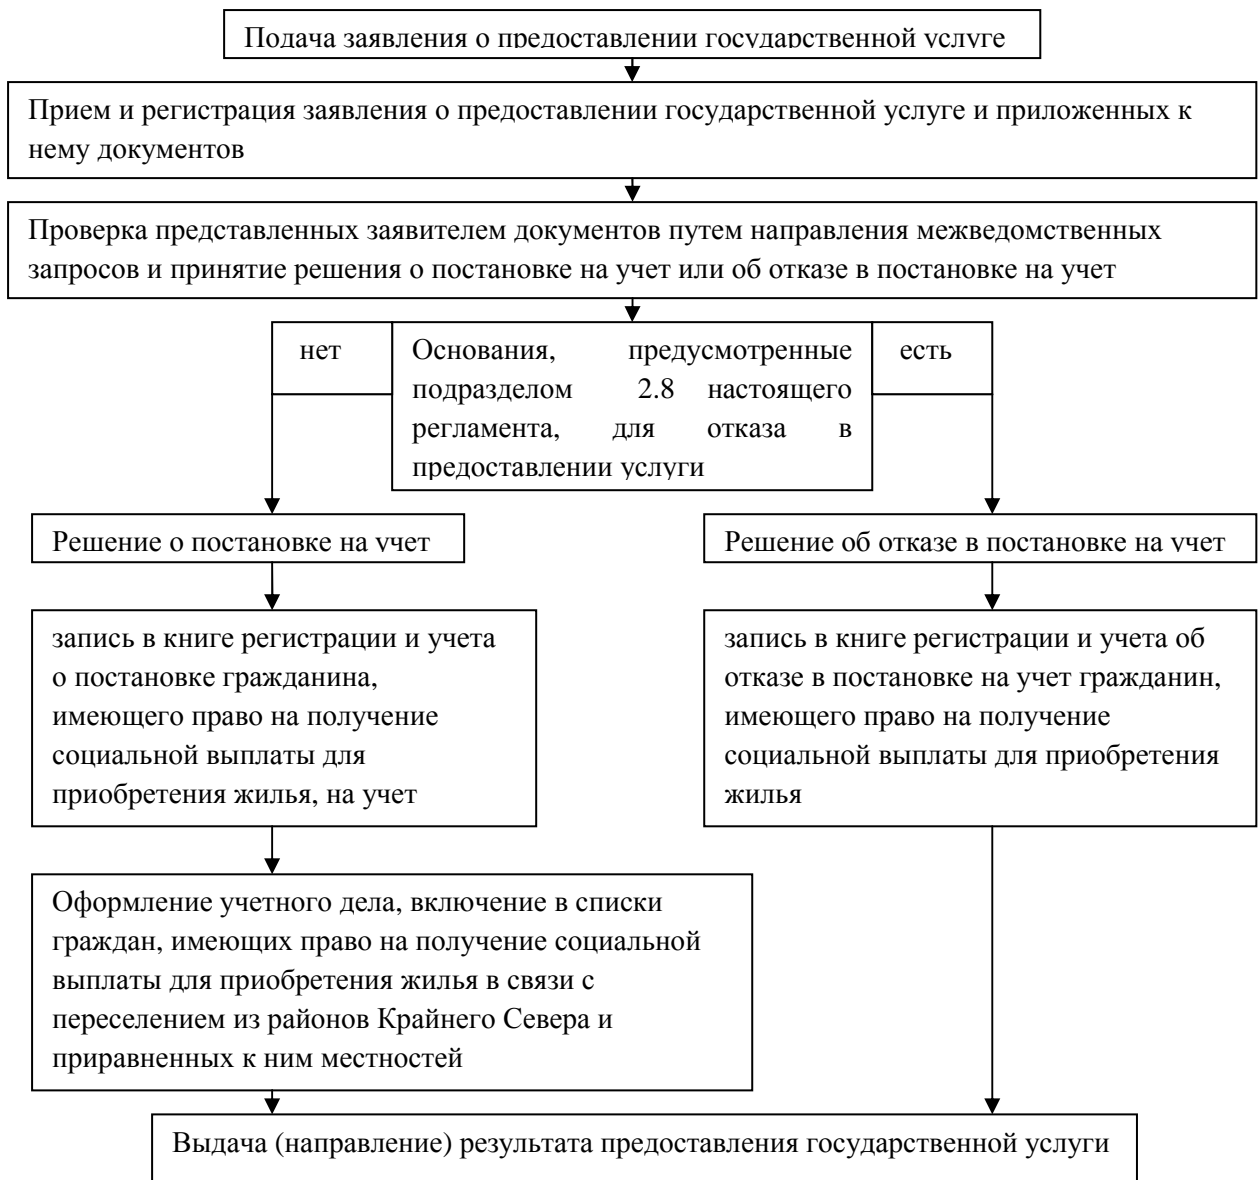 Подача заявления о предоставлении государственной услуге
Прием и регистрация заявления о предоставлении государственной услуге и приложенных к
нему документов
Проверка представленных заявителем документов путем направления межведомственных
запросов и принятие решения о постановке на учет или об отказе в постановке на учет
нет
Основания, предусмотренные
подразделом 2.8 настоящего
регламента, для отказа в
предоставлении услуги
есть
Решение о постановке на учет
Решение об отказе в постановке на учет
запись в книге регистрации и учета
о постановке гражданина,
имеющего право на получение
социальной выплаты для
приобретения жилья, на учет
запись в книге регистрации и учета об
отказе в постановке на учет гражданин,
имеющего право на получение
социальной выплаты для приобретения
жилья
Оформление учетного дела, включение в списки
граждан, имеющих право на получение социальной
выплаты для приобретения жилья в связи с
переселением из районов Крайнего Севера и
приравненных к ним местностей
Выдача (направление) результата предоставления государственной услуги